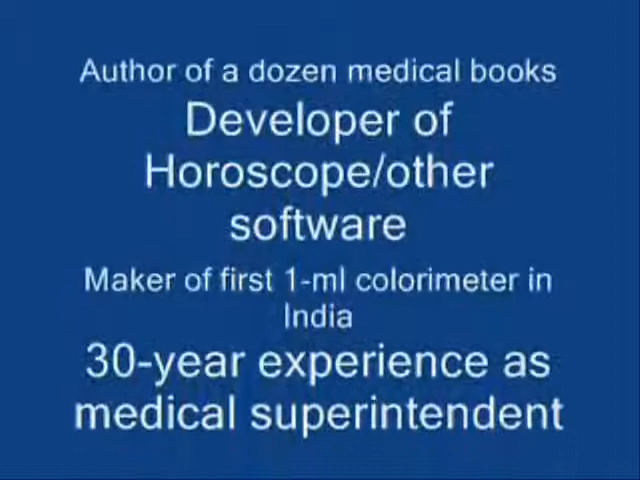 Author of a dozen medical books
Developer of
Horoscope/other
software
Maker of first 1-ml colorimeter in
India
30-year experience as
medical superintendent